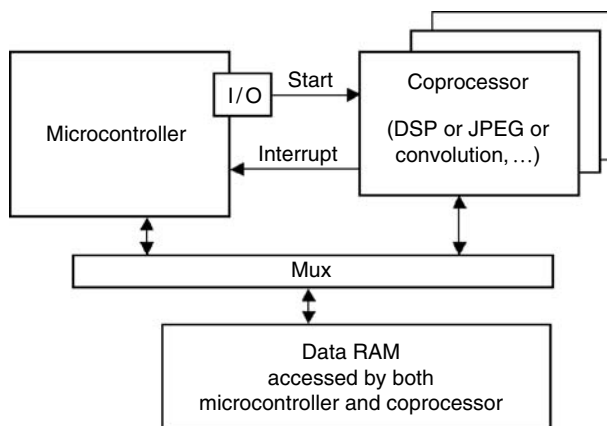 Microcontroller
I/O
Start
Interrupt
Coprocessor
(DSP or JPEG or
convolution, ...)
Mux
Data RAM
accessed by both
microcontroller and coprocessor